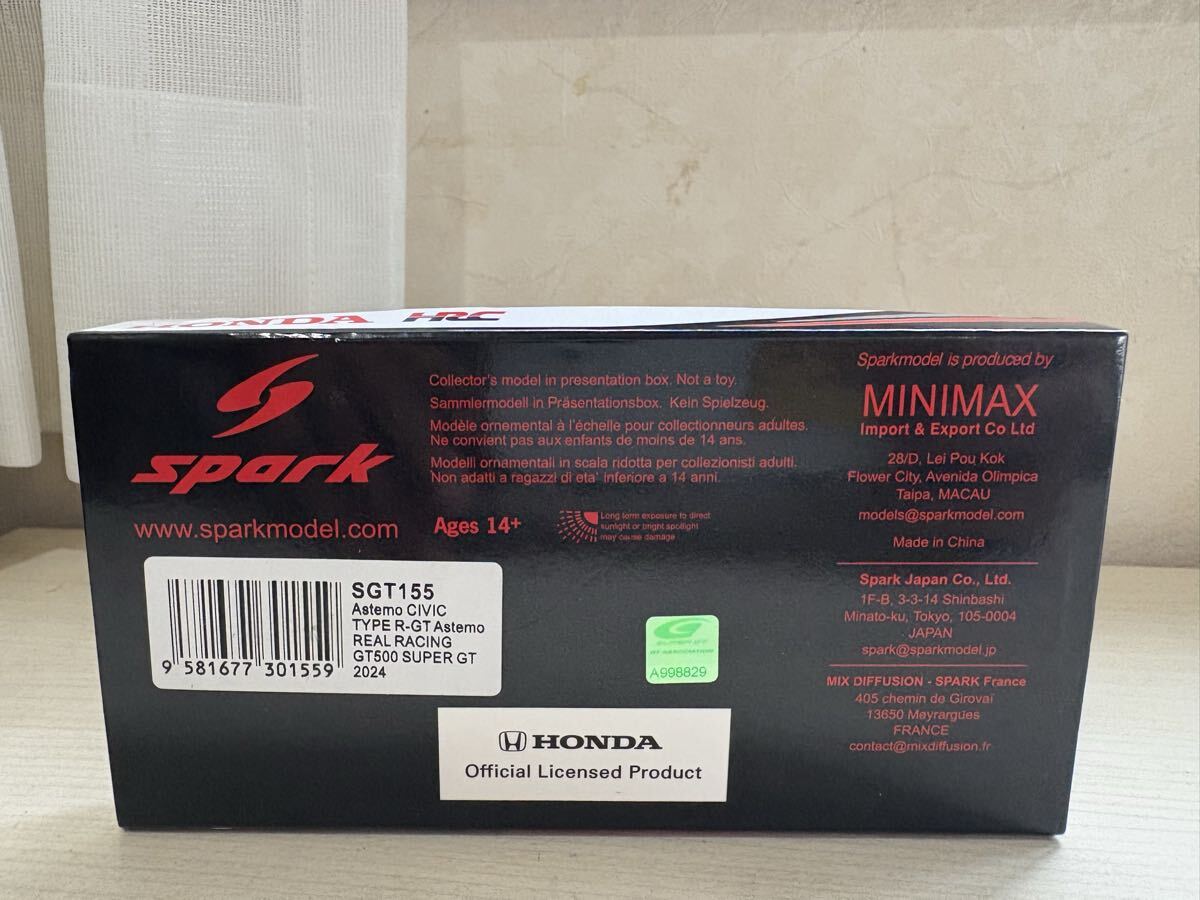 HONDA HRC
spark
www.sparkmodel.com
Collector's model in presentation box. Not a toy.
Sammlermodell in Präsentationsbox. Kein Spielzeug.
Modèle ornemental à l'échelle pour collectionneurs adultes.
Ne convient pas aux enfants de moins de 14 ans.
Modelli ornamentali in scala ridotta per collezionisti adulti.
Non adatti a ragazzi di eta' inferiore a 14 anni.
Ages 14+
Long term exposure to direct
sunlight or bright spotlight
may cause damage
SGT155
Astemo CIVIC
TYPE R-GT Astemo
REAL RACING
GT500 SUPER GT
2024
9 581677 301559
SUPER GT
GT ASSOCIATION
A998829
HONDA
Official Licensed Product
Sparkmodel is produced by
MINIMAX
Import & Export Co Ltd
28/D, Lei Pou Kok
Flower City, Avenida Olímpica
Taipa, MACAU
models@sparkmodel.com
Made in China
Spark Japan Co., Ltd.
1F-B, 3-3-14 Shinbashi
Minato-ku, Tokyo, 105-0004
JAPAN
spark@sparkmodel.jp
MIX DIFFUSION - SPARK France
405 chemin de Girovai
13650 Meyrargues
FRANCE
contact@mixdiffusion.fr